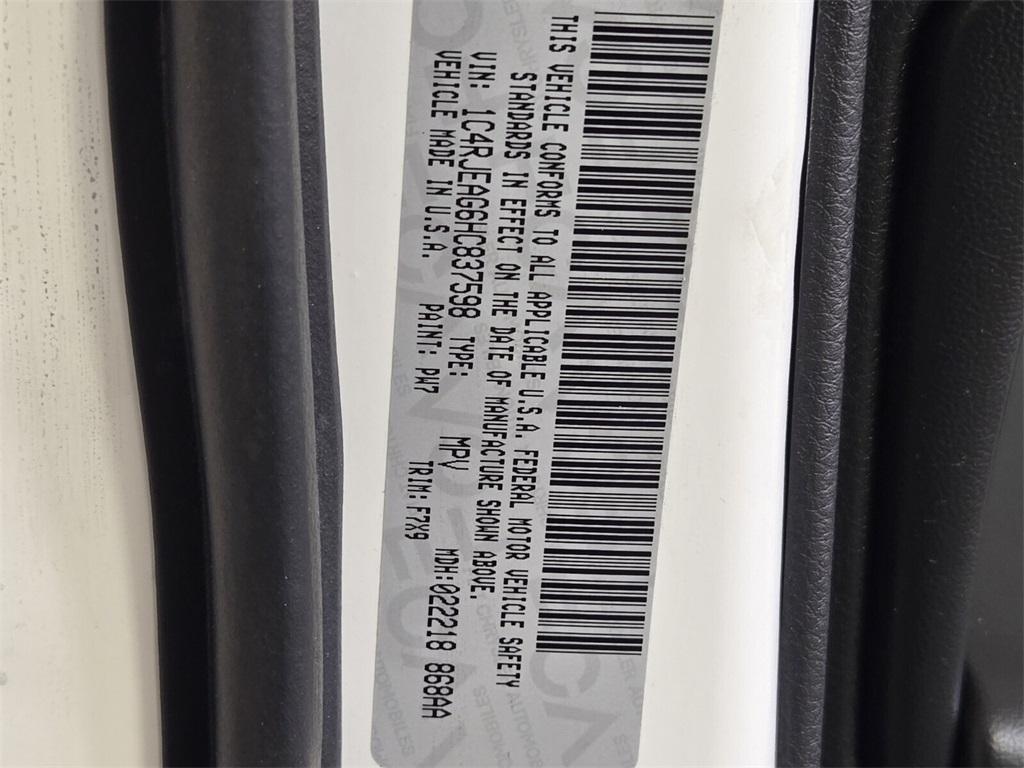 THIS VEHICLE CONFORMS TO ALL APPLICABLE U.S.A. FEDERAL MOTOR VEHICLE SAFETY
STANDARDS IN EFFECT ON THE DATE OF MANUFACTURE SHOWN ABOVE.
VIN: 1C4RJEAG6HC837598 TYPE: MPV MDH:022218 868AA
VEHICLE MADE IN U.S.A. PAINT: PW7 TRIM: F7X9